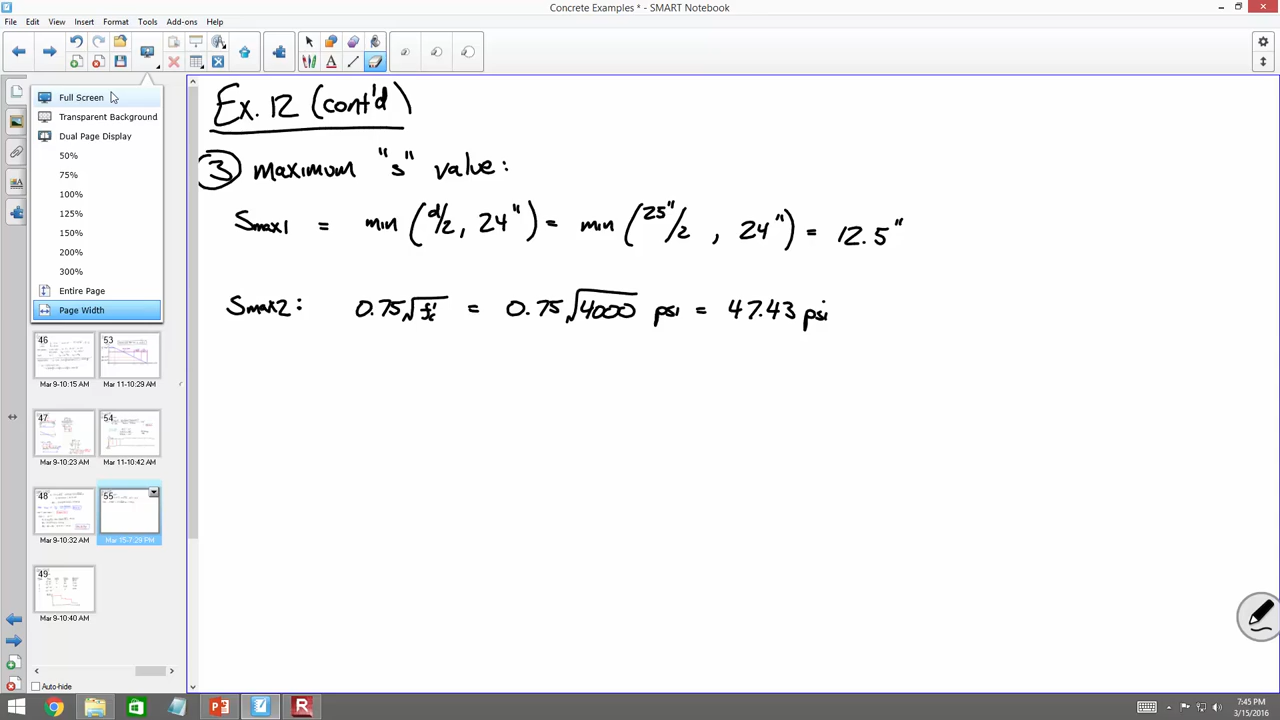 Concrete Examples * - SMART Notebook
File Edit View Insert Format Tools Add-ons Help
Full Screen
Transparent Background
Dual Page Display
50%
75%
100%
125%
150%
200%
300%
Entire Page
Page Width
46 53
Mar 9-10:15 AM Mar 11-10:29 AM
47 54
Mar 9-10:23 AM Mar 11-10:42 AM
48 55
Mar 9-10:32 AM Mar 15-7:29 PM
49
Mar 9-10:40 AM
Auto-hide
Ex. 12 (cont'd)
3 maximum "s" value:
Smax1 = min (d/2, 24") = min (25"/2 , 24") = 12.5"
Smax2: 0.75√f'c = 0.75√4000 psi = 47.43 psi
7:45 PM
3/15/2016